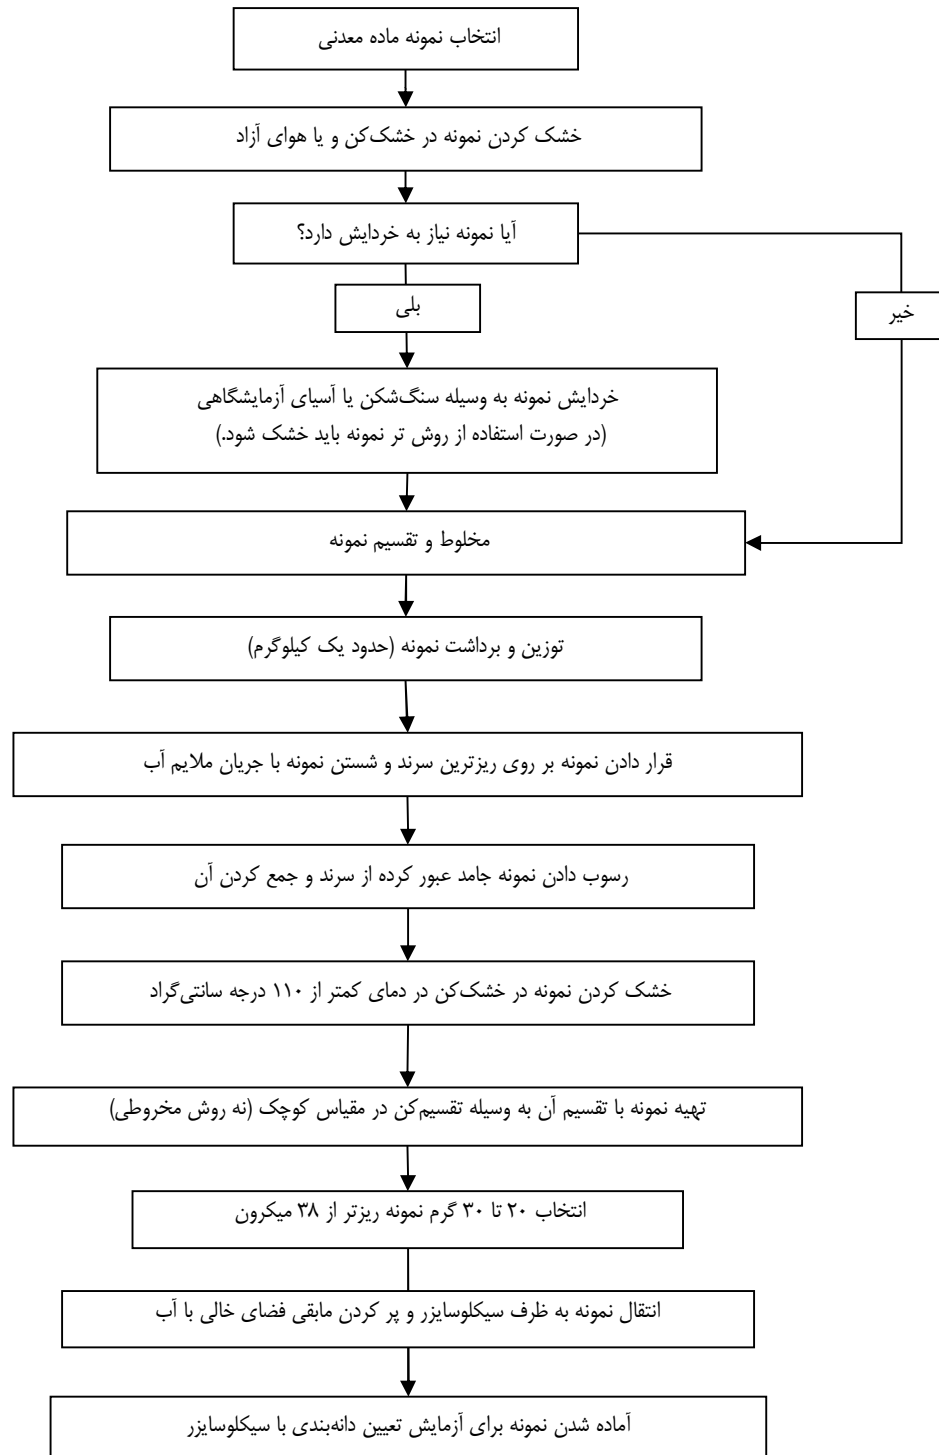 انتخاب نمونه ماده معدنی
خشک کردن نمونه در خشک‌کن و یا هوای آزاد
آیا نمونه نیاز به خردایش دارد؟
بلی
خیر
خردایش نمونه به وسیله سنگ‌شکن یا آسیای آزمایشگاهی
(در صورت استفاده از روش تر نمونه باید خشک شود.)
مخلوط و تقسیم نمونه
توزین و برداشت نمونه (حدود یک کیلوگرم)
قرار دادن نمونه بر روی ریزترین سرند و شستن نمونه با جریان ملایم آب
رسوب دادن نمونه جامد عبور کرده از سرند و جمع کردن آن
خشک کردن نمونه در خشک‌کن در دمای کمتر از ۱۱۰ درجه سانتی‌گراد
تهیه نمونه با تقسیم آن به وسیله تقسیم‌کن در مقیاس کوچک (نه روش مخروطی)
انتخاب ۲۰ تا ۳۰ گرم نمونه ریزتر از ۳۸ میکرون
انتقال نمونه به ظرف سیکلوسایزر و پر کردن مابقی فضای خالی با آب
آماده شدن نمونه برای آزمایش تعیین دانه‌بندی با سیکلوسایزر